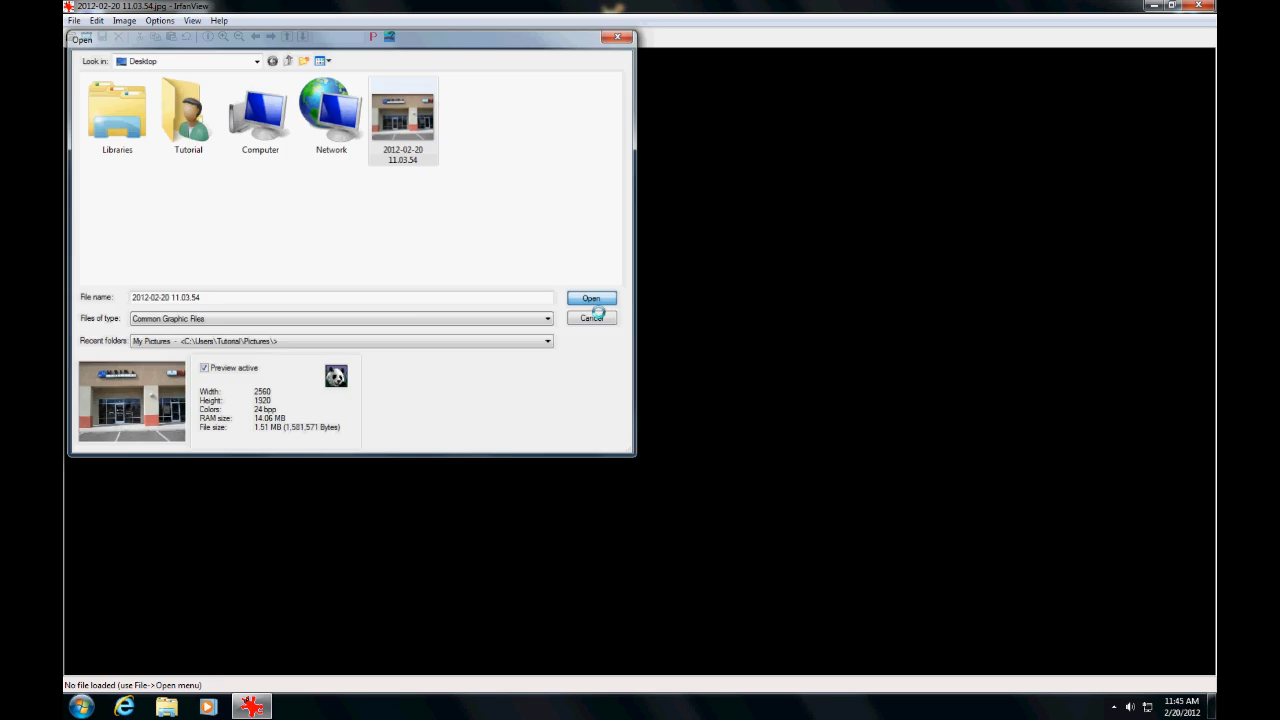 2012-02-20 11.03.54.jpg - IrfanView
File Edit Image Options View Help
Open
Look in: Desktop
Libraries Tutorial Computer Network 2012-02-20
11.03.54
File name: 2012-02-20 11.03.54 Open
Files of type: Common Graphic Files Cancel
Recent folders: My Pictures - <C:\Users\Tutorial\Pictures\>
Preview active
Width: 2560
Height: 1920
Colors: 24 bpp
RAM size: 14.06 MB
File size: 1.51 MB (1,581,571 Bytes)
No file loaded (use File->Open menu)
11:45 AM
2/20/2012